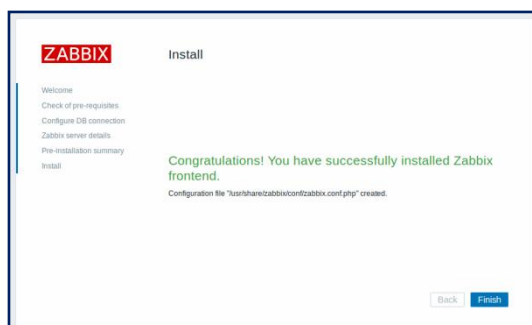 ZABBIX
Install
Welcome
Check of pre-requisites
Configure DB connection
Zabbix server details
Pre-installation summary
Install
Congratulations! You have successfully installed Zabbix
frontend.
Configuration file "/usr/share/zabbix/conf/zabbix.conf.php" created.
Back
Finish